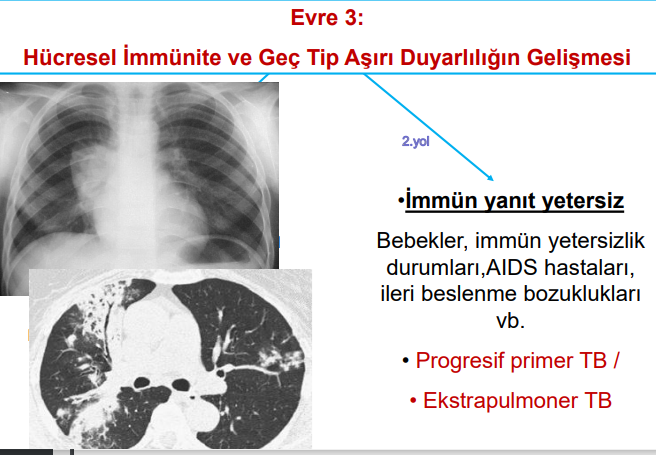 Evre 3:
Hücresel İmmünite ve Geç Tip Aşırı Duyarlılığın Gelişmesi
2.yol
•İmmün yanıt yetersiz
Bebekler, immün yetersizlik
durumları,AIDS hastaları,
ileri beslenme bozuklukları
vb.
• Progresif primer TB /
• Ekstrapulmoner TB